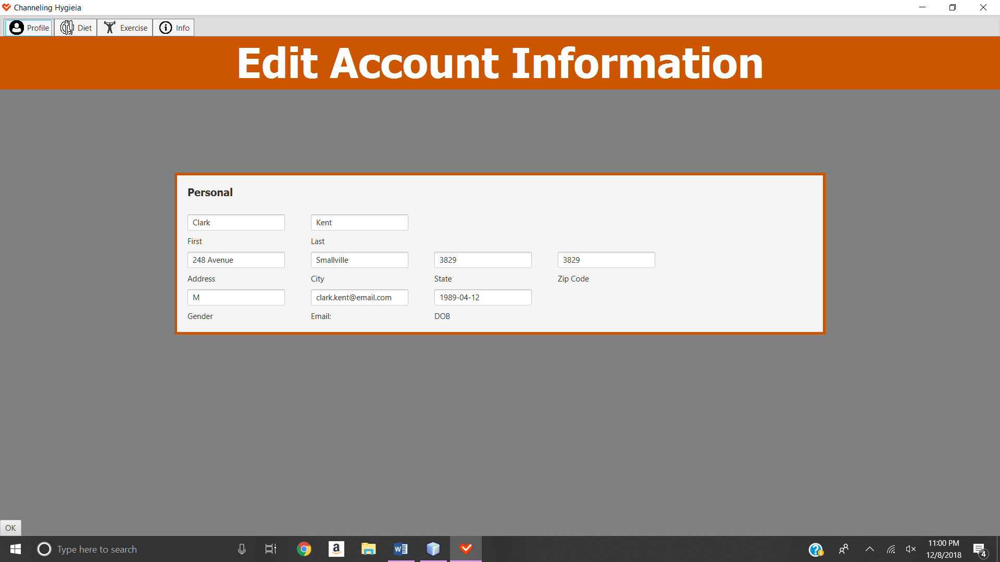 Channeling Hygieia
Profile Diet Exercise Info
Edit Account Information
Personal
Clark Kent
First Last
248 Avenue Smallville 3829 3829
Address City State Zip Code
M clark.kent@email.com 1989-04-12
Gender Email: DOB
OK
Type here to search
11:00 PM
12/8/2018
4